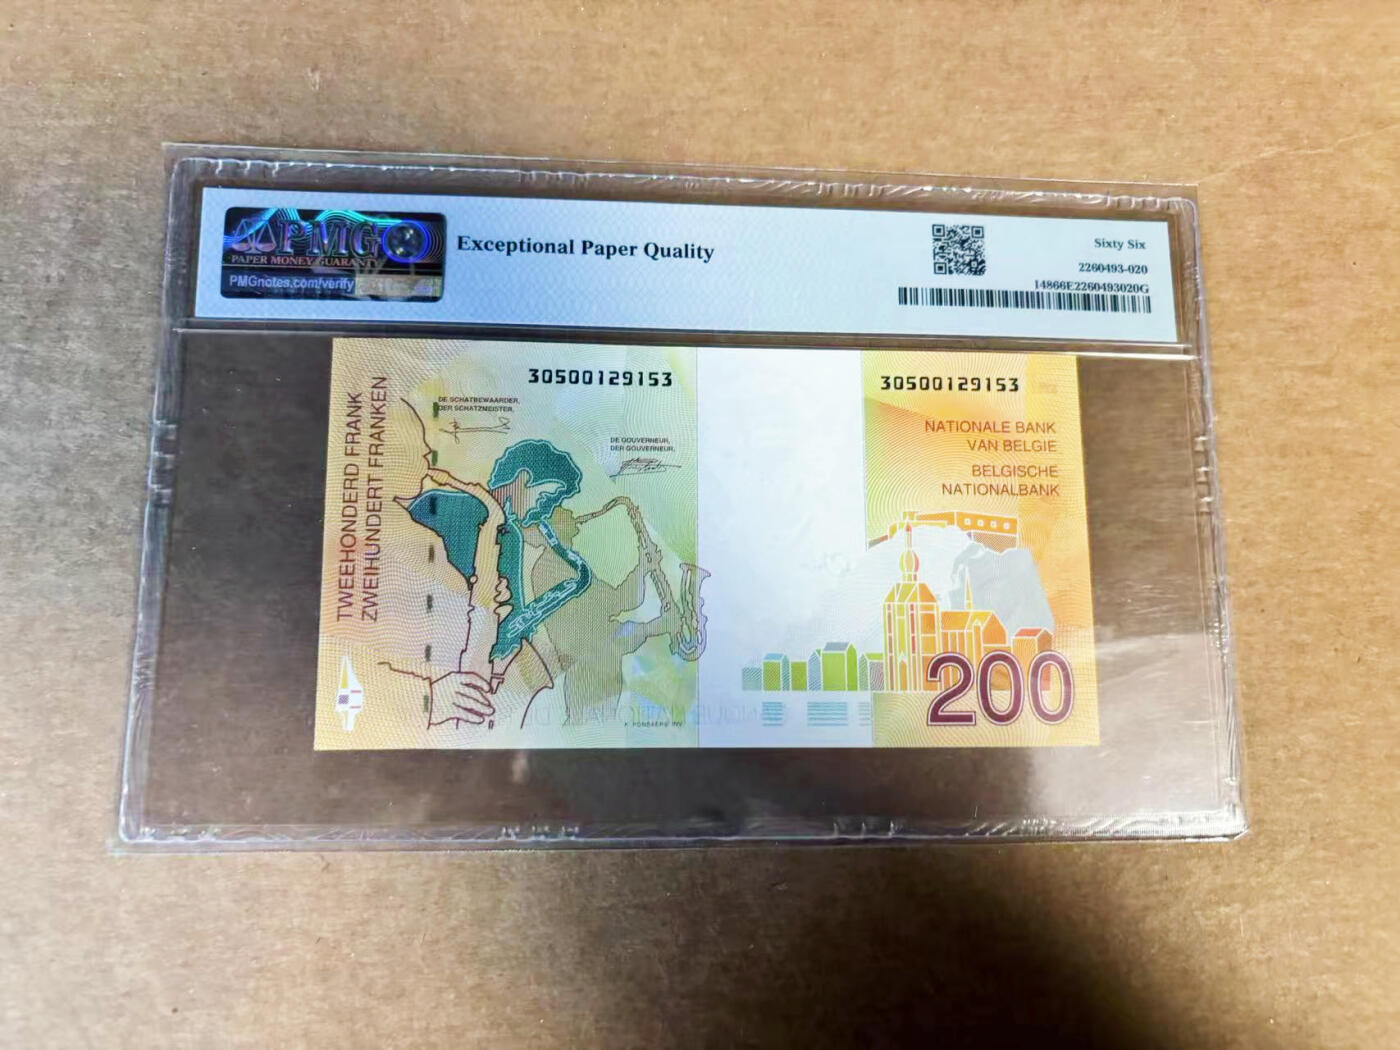 PMG
PAPER MONEY GUARANTY
PMGnotes.com/verify
Exceptional Paper Quality
Sixty Six
2260493-020
14866E2260493020G
TWEEHONDERD FRANK
ZWEIHUNDERT FRANKEN
30500129153
DE SCHATBEWAARDER,
DER SCHATZMEISTER,
DE GOUVERNEUR,
DER GOUVERNEUR,
30500129153
NATIONALE BANK
VAN BELGIE
BELGISCHE
NATIONALBANK
200